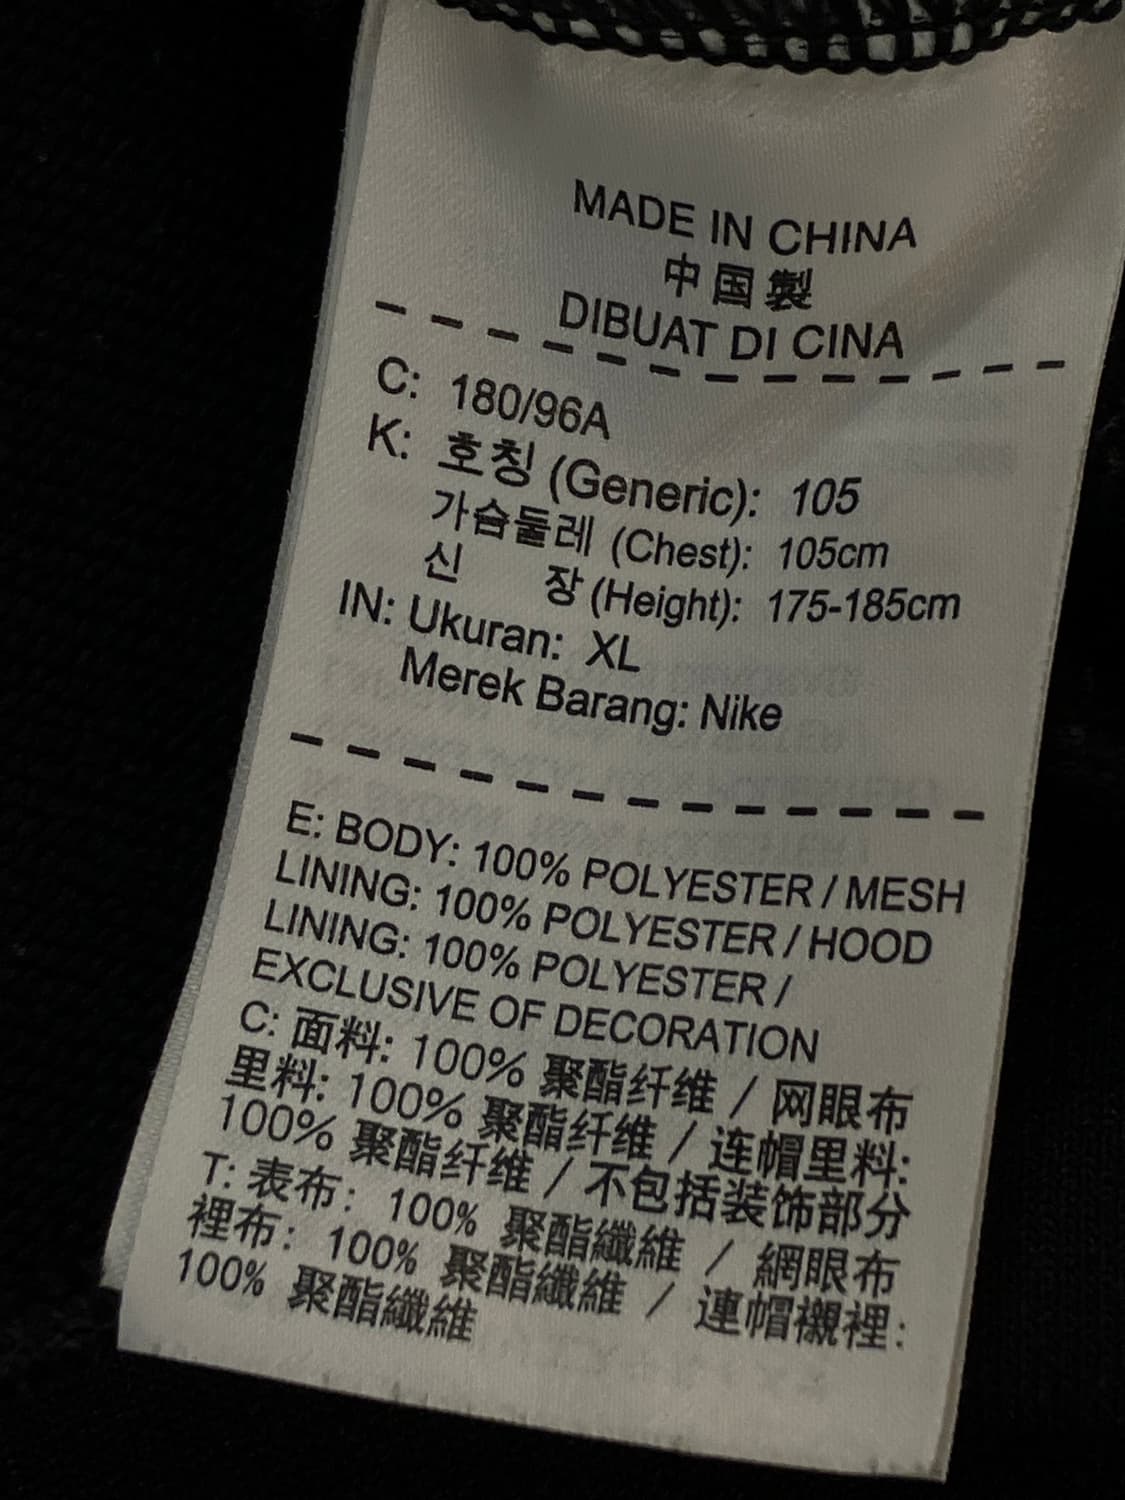 MADE IN CHINA
中国製
DIBUAT DI CINA
C: 180/96A
K: 호칭 (Generic): 105
가슴둘레 (Chest): 105cm
신 장 (Height): 175-185cm
IN: Ukuran: XL
Merek Barang: Nike
E: BODY: 100% POLYESTER / MESH
LINING: 100% POLYESTER / HOOD
LINING: 100% POLYESTER /
EXCLUSIVE OF DECORATION
C: 面料: 100% 聚酯纤维 / 网眼布
里料: 100% 聚酯纤维 / 连帽里料:
100% 聚酯纤维 / 不包括装饰部分
T: 表布: 100% 聚酯纖維 / 網眼布
裡布: 100% 聚酯纖維 / 連帽襯裡:
100% 聚酯纖維